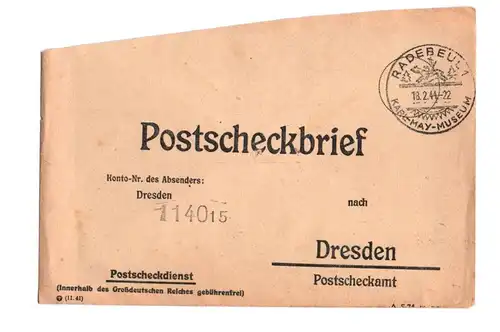 RADEBEUL 1
18.2.44-22
KARL-MAY-MUSEUM
Postscheckbrief
Konto-Nr. des Absenders:
Dresden
114015
nach
Dresden
Postscheckamt
Postscheckdienst
(Innerhalb des Großdeutschen Reiches gebührenfrei)
(11. 41)